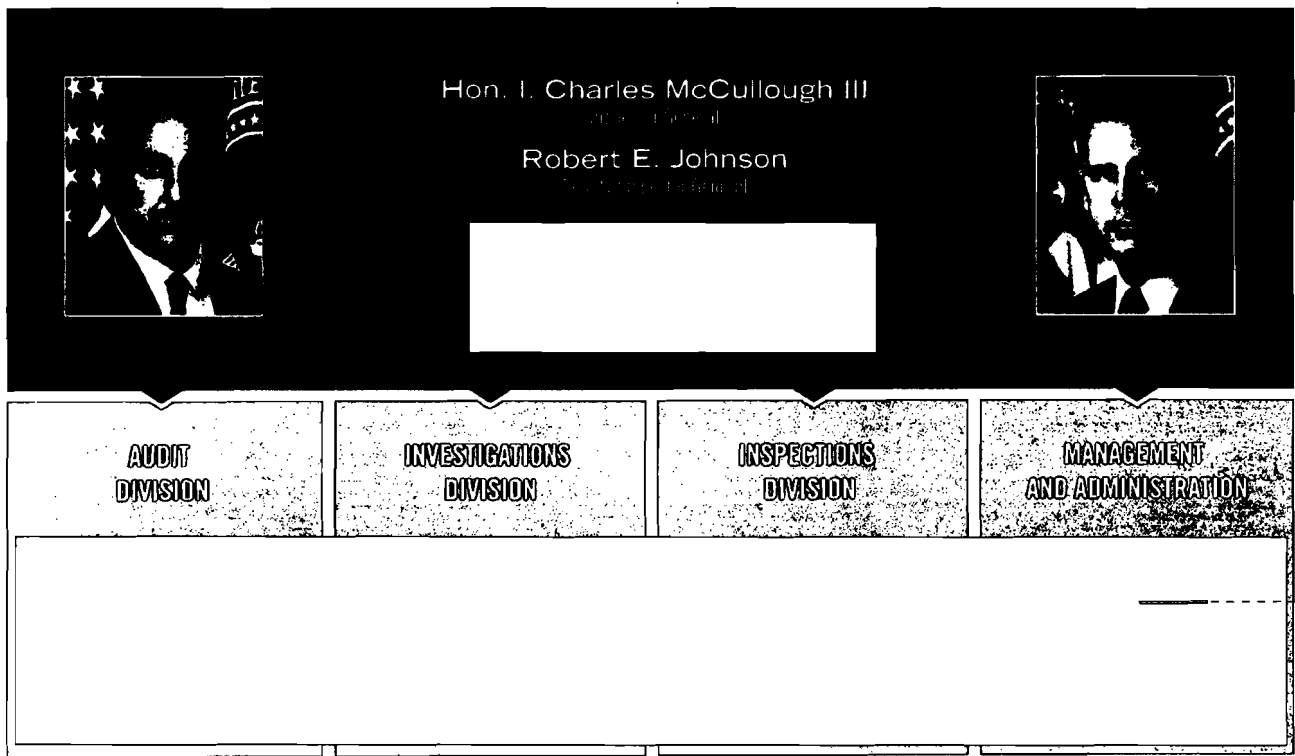 Hon. I. Charles McCullough III
Robert E. Johnson
AUDIT
DIVISION
INVESTIGATIONS
DIVISION
INSPECTIONS
DIVISION
MANAGEMENT
AND ADMINISTRATION